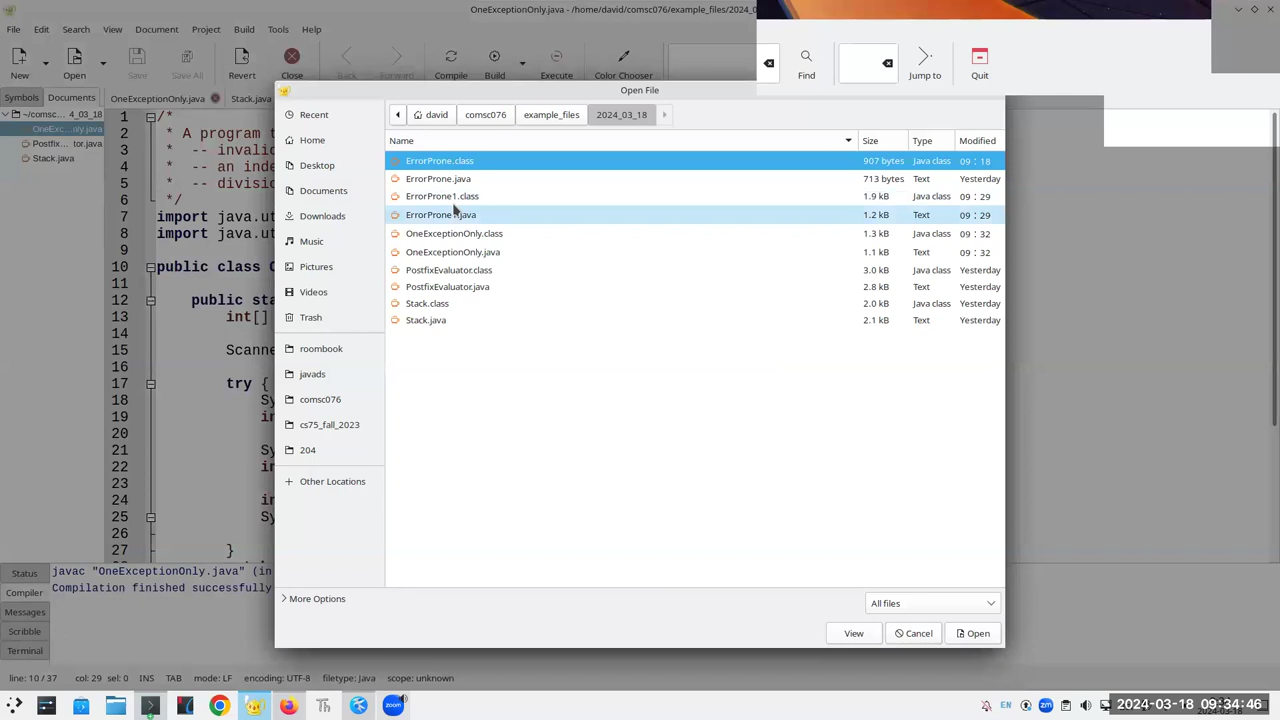 OneExceptionOnly.java - /home/david/comsc076/example_files/2024_0
File Edit Search View Document Project Build Tools Help
New Open Save Save All Revert Close Back Forward Compile Build Execute Color Chooser Find Jump to Quit
Symbols Documents OneExceptionOnly.java Stack.java
~/comsc... 4_03_18
OneExc...nly.java
Postfix...tor.java
Stack.java
1 /*
2 * A program t
3 * -- invalid
4 * an inde
5 * -- divisio
6 */
7 import java.ut
8 import java.ut
9
10 public class O
11
12 public sta
13 int[]
14
15 Scanne
16
17 try {
18 Sy
19 in
20
21 Sy
22 in
23
24 in
25 Sy
26
27 }
Open File
Recent
Home
Desktop
Documents
Downloads
Music
Pictures
Videos
Trash
roombook
javads
comsc076
cs75_fall_2023
204
Other Locations
david comsc076 example_files 2024_03_18
Name Size Type Modified
ErrorProne.class 907 bytes Java class 09:18
ErrorProne.java 713 bytes Text Yesterday
ErrorProne1.class 1.9 kB Java class 09:29
ErrorProne1.java 1.2 kB Text 09:29
OneExceptionOnly.class 1.3 kB Java class 09:32
OneExceptionOnly.java 1.1 kB Text 09:32
PostfixEvaluator.class 3.0 kB Java class Yesterday
PostfixEvaluator.java 2.8 kB Text Yesterday
Stack.class 2.0 kB Java class Yesterday
Stack.java 2.1 kB Text Yesterday
More Options
All files
View Cancel Open
Status
Compiler
Messages
Scribble
Terminal
javac "OneExceptionOnly.java" (in
Compilation finished successfully
line: 10 / 37 col: 29 sel: 0 INS TAB mode: LF encoding: UTF-8 filetype: Java scope: unknown
Th zoom EN zm
2024-03-18 09:34:46